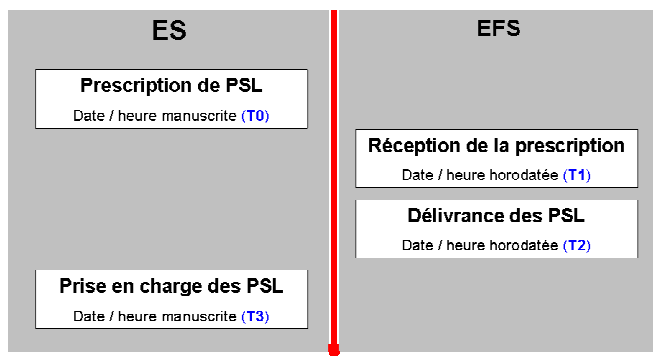 ES
EFS
Prescription de PSL
Date / heure manuscrite (T0)
Réception de la prescription
Date / heure horodatée (T1)
Délivrance des PSL
Date / heure horodatée (T2)
Prise en charge des PSL
Date / heure manuscrite (T3)